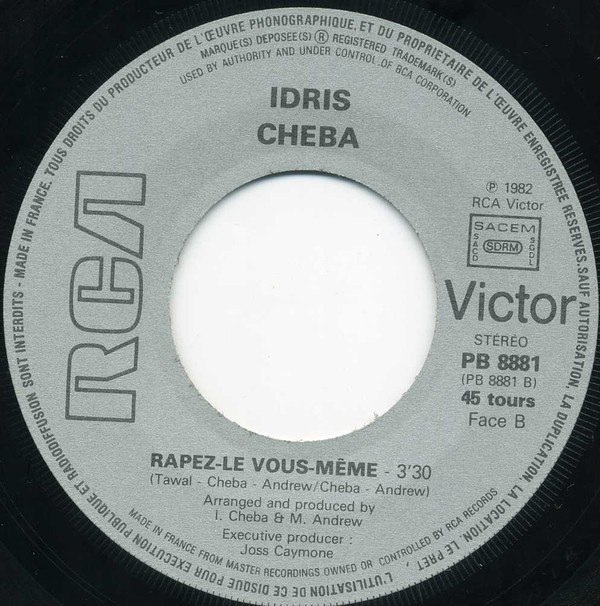 MADE IN FRANCE. TOUS DROITS DU PRODUCTEUR DE L'ŒUVRE PHONOGRAPHIQUE, ET DU PROPRIETAIRE DE L'ŒUVRE ENREGISTREE RESERVES. SAUF AUTORISATION, LA DUPLICATION, LA LOCATION, LE PRET, L'UTILISATION DE CE DISQUE POUR EXECUTION PUBLIQUE ET RADIODIFFUSION SONT INTERDITS -
MARQUE(S) DEPOSEE(S) ® REGISTERED TRADEMARK(S)
USED BY AUTHORITY AND UNDER CONTROL.OF RCA CORPORATION
IDRIS
CHEBA
℗ 1982
RCA Victor
SACEM
SACD
SDRM
SGDL
RCA
Victor
STÉRÉO
PB 8881
(PB 8881 B)
45 tours
Face B
RAPEZ-LE VOUS-MÊME - 3'30
(Tawal - Cheba - Andrew/Cheba - Andrew)
Arranged and produced by
I. Cheba & M. Andrew
Executive producer :
Joss Caymone
MADE IN FRANCE FROM MASTER RECORDINGS OWNED OR CONTROLLED BY RCA RECORDS